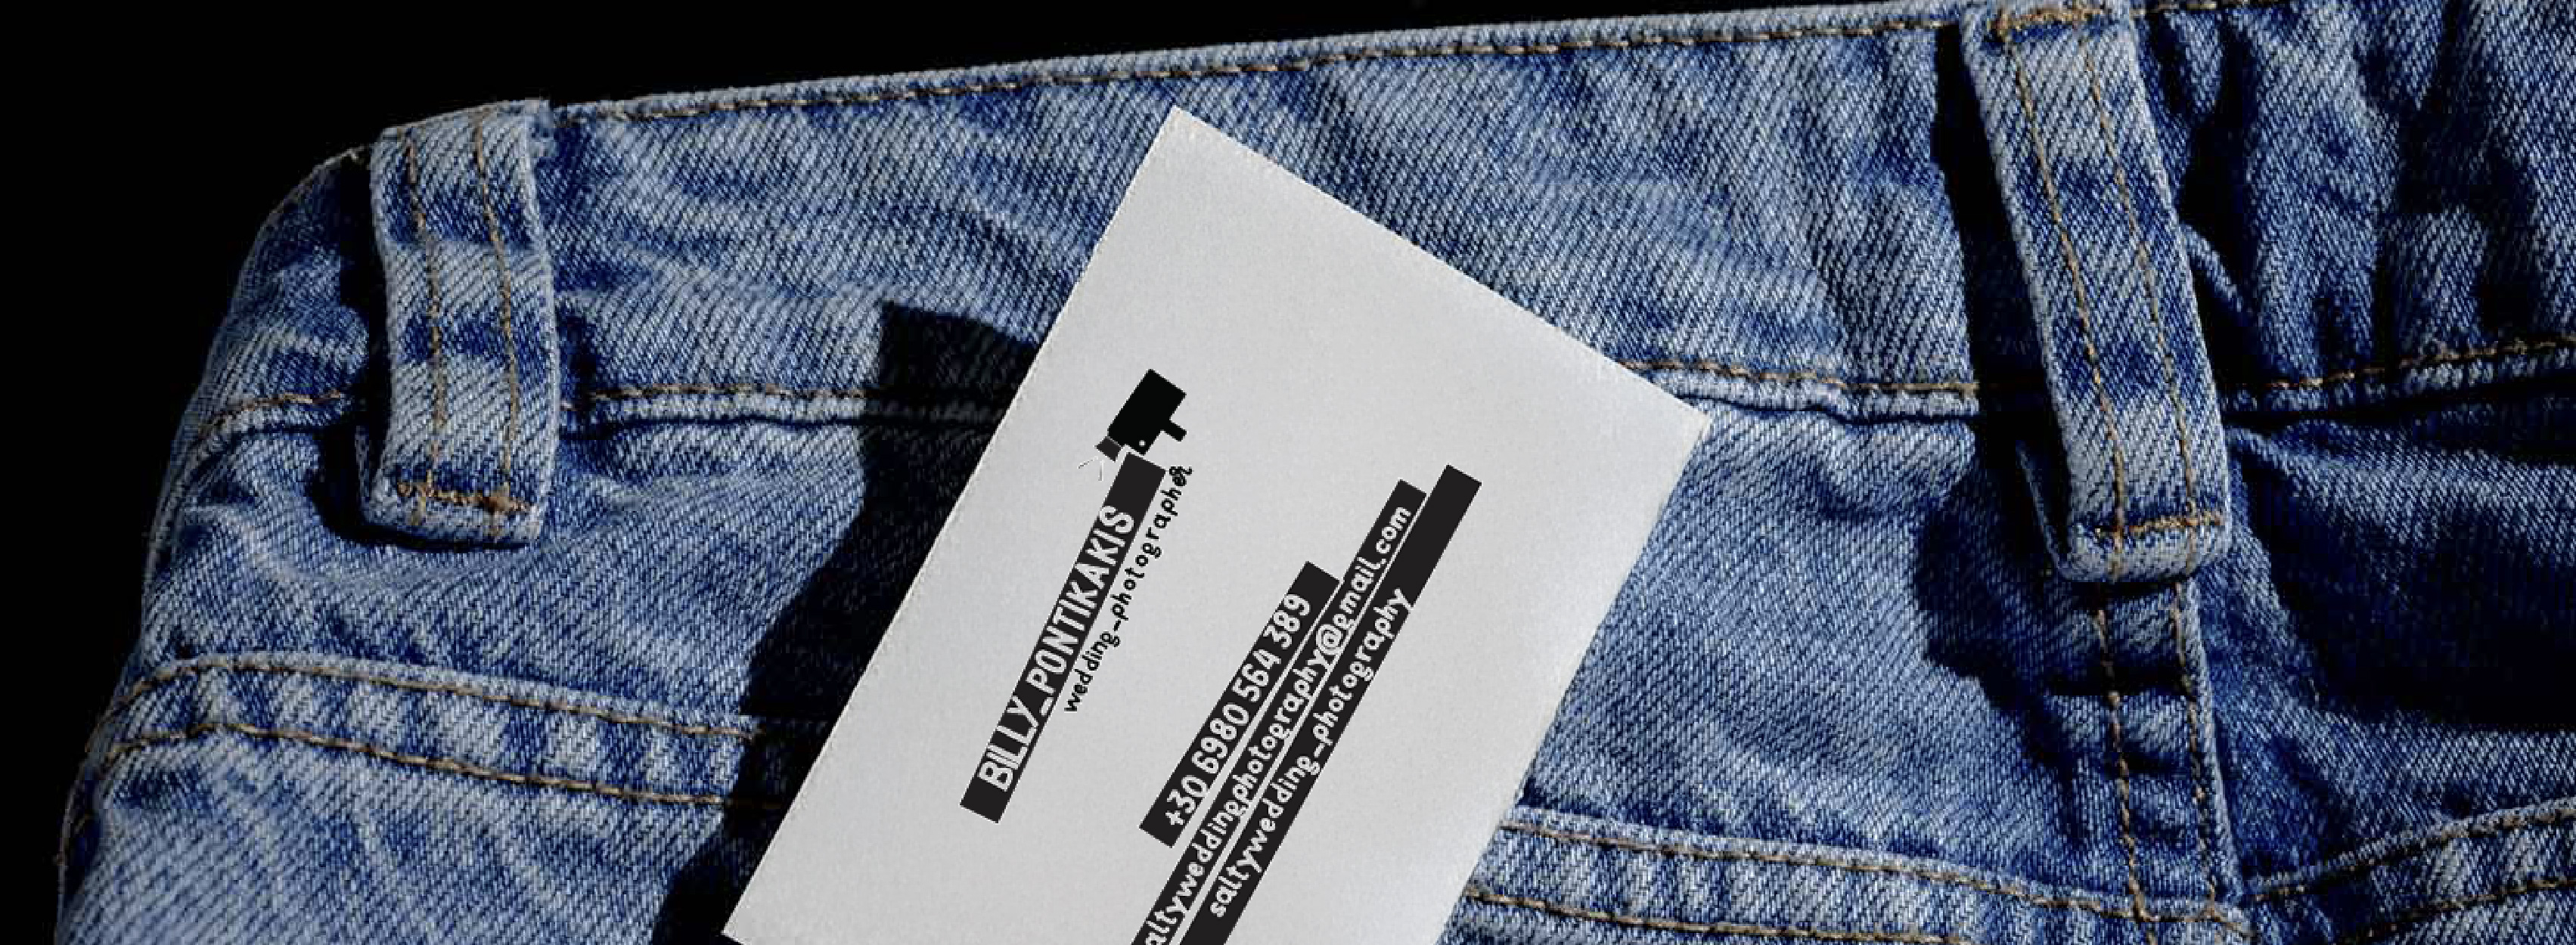 BILLY_PONTIKAKIS
wedding_photographer
+30 6980 564 389
altyweddingphotography@gmail.com
saltywedding_photography